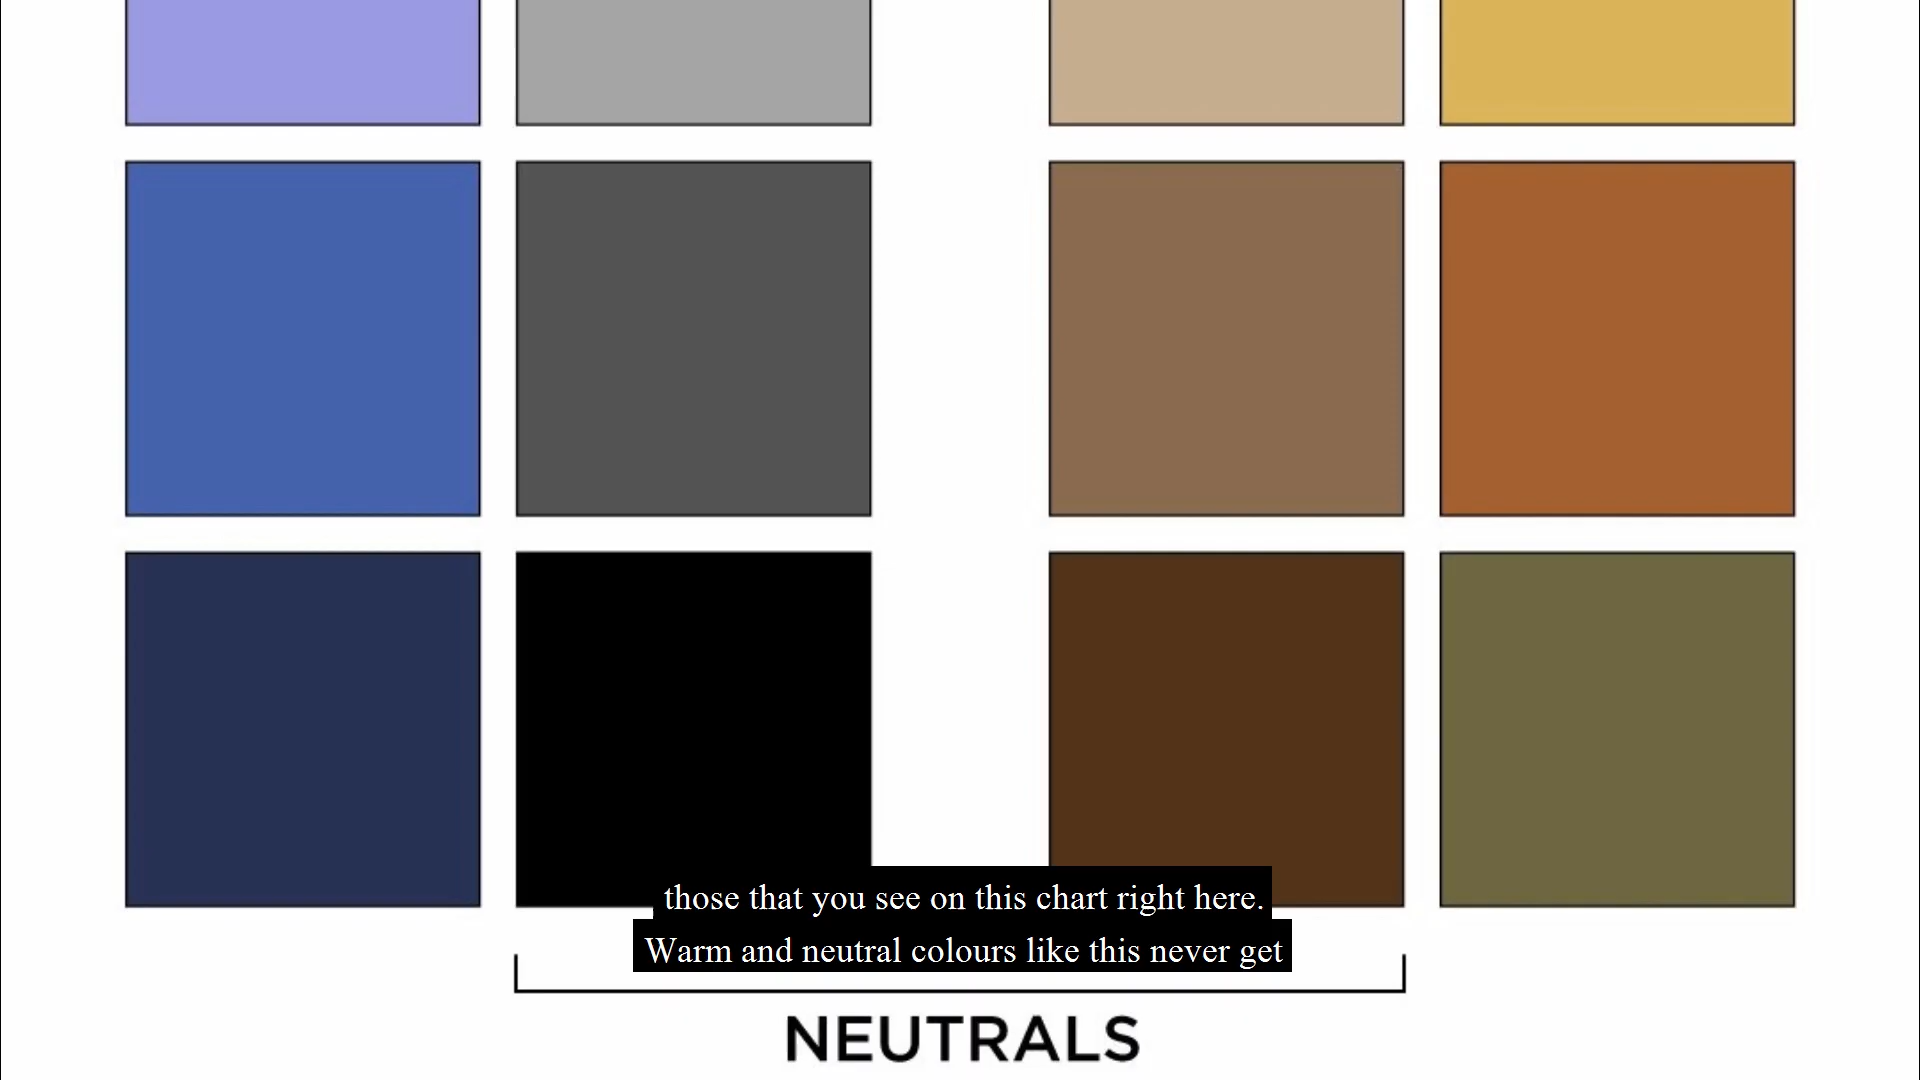 those that you see on this chart right here.
Warm and neutral colours like this never get
NEUTRALS